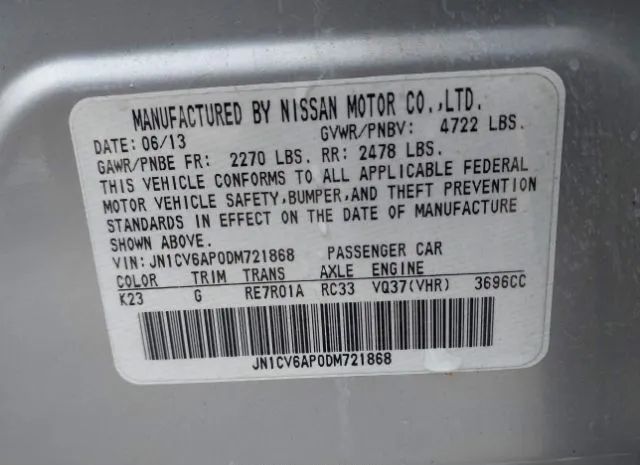 MANUFACTURED BY NISSAN MOTOR CO.,LTD.
DATE: 06/13 GVWR/PNBV: 4722 LBS.
GAWR/PNBE FR: 2270 LBS. RR: 2478 LBS.
THIS VEHICLE CONFORMS TO ALL APPLICABLE FEDERAL
MOTOR VEHICLE SAFETY,BUMPER,AND THEFT PREVENTION
STANDARDS IN EFFECT ON THE DATE OF MANUFACTURE
SHOWN ABOVE.
VIN:JN1CV6AP0DM721868 PASSENGER CAR
COLOR TRIM TRANS AXLE ENGINE
K23 G RE7R01A RC33 VQ37(VHR) 3696CC
JN1CV6AP0DM721868